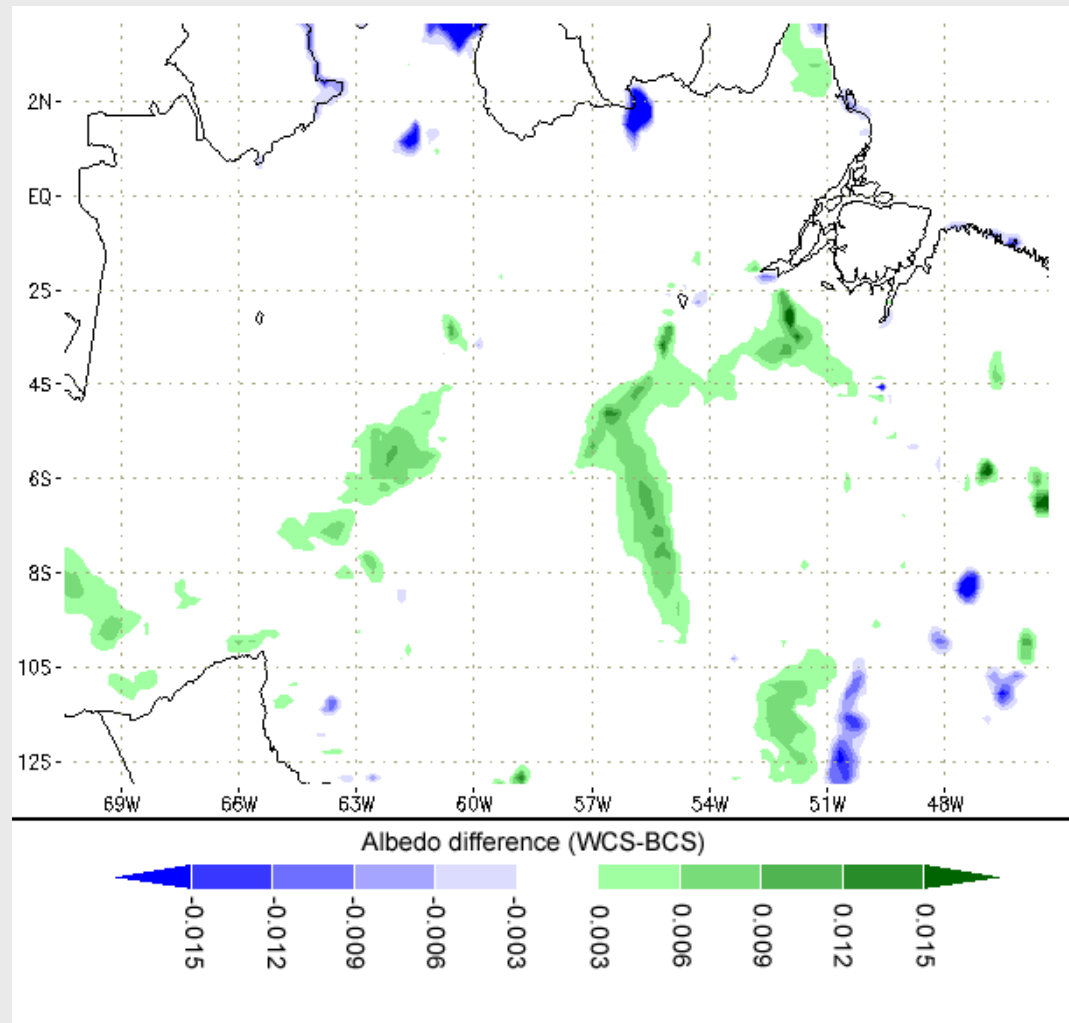 2N
EQ
2S
4S
6S
8S
10S
12S
69W 66W 63W 60W 57W 54W 51W 48W
Albedo difference (WCS-BCS)
-0.015 -0.012 -0.009 -0.006 -0.003 0.003 0.006 0.009 0.012 0.015